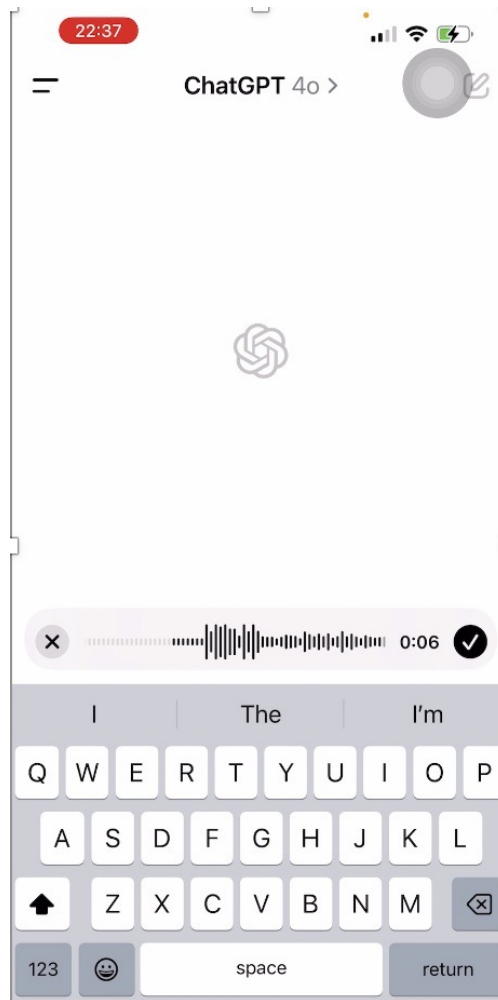 22:37
ChatGPT 4o >
0:06
I The I'm
Q W E R T Y U I O P
A S D F G H J K L
Z X C V B N M
123 space return